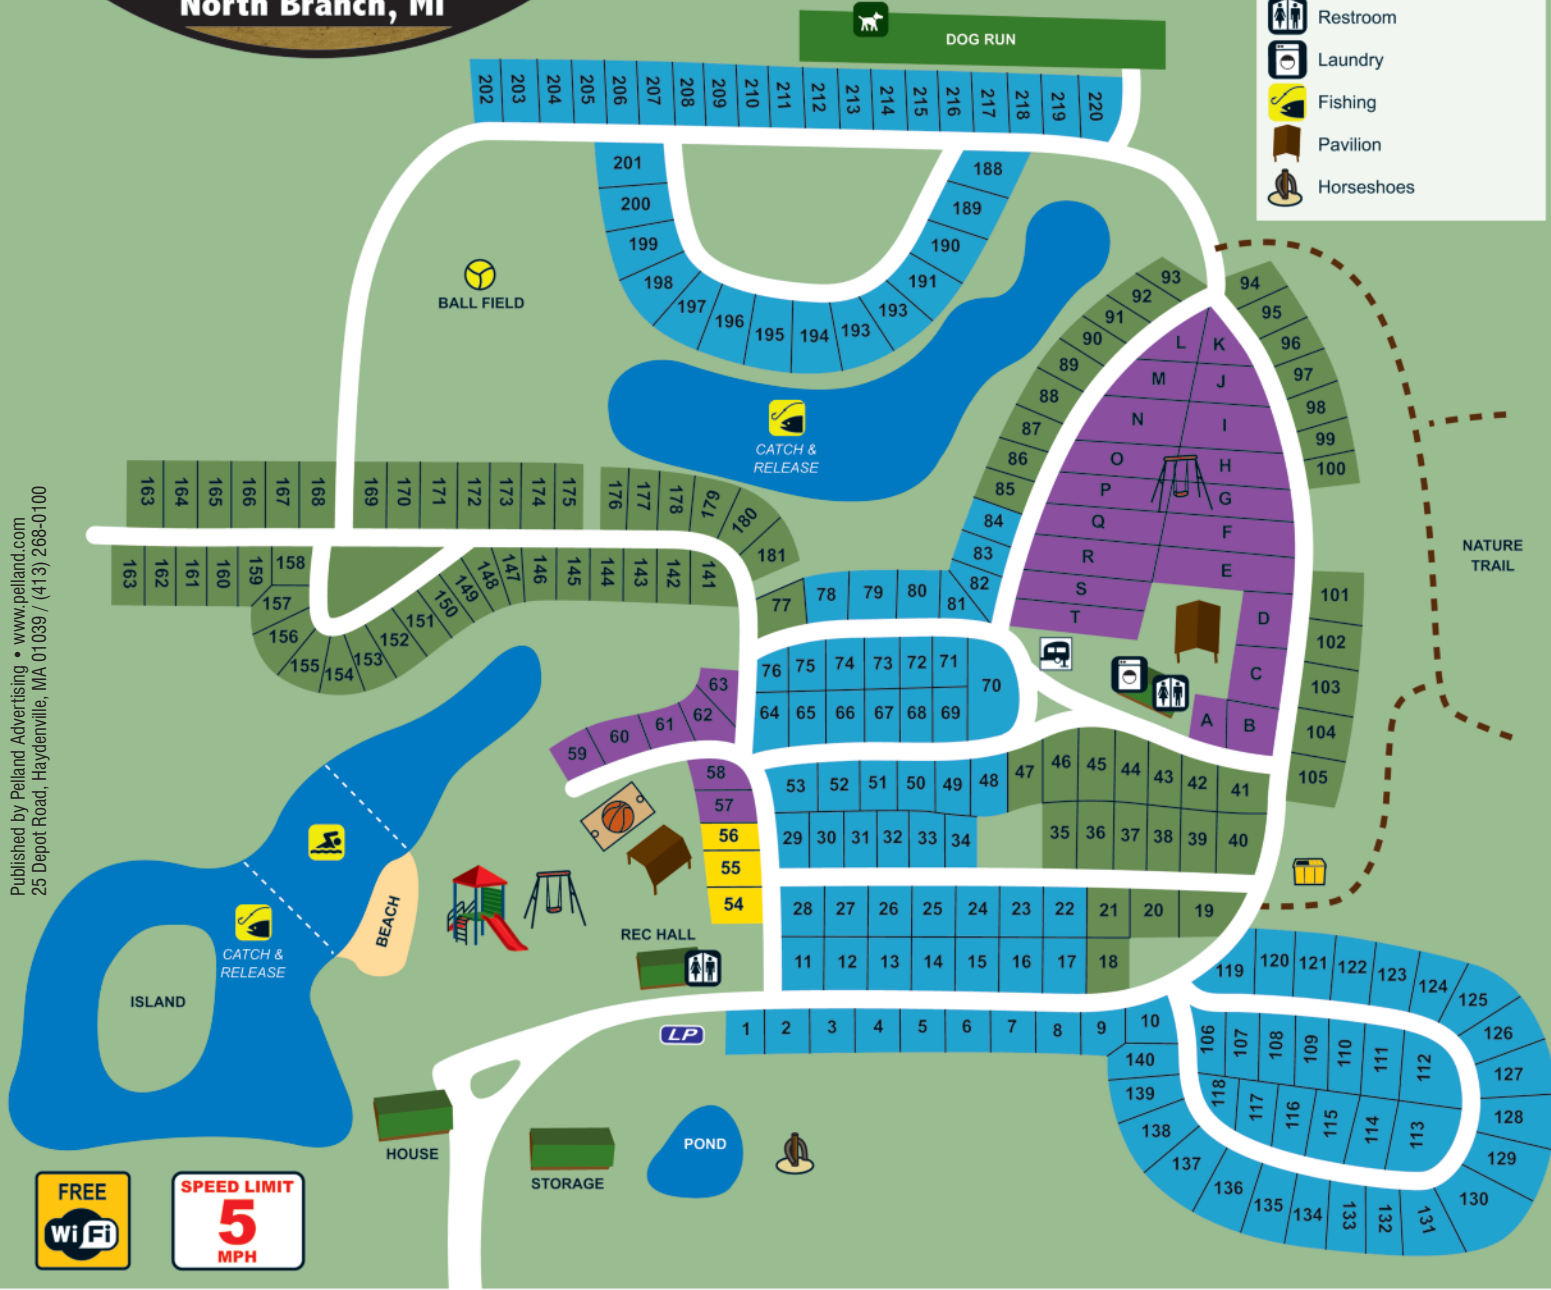 North Branch, MI
DOG RUN
Restroom
Laundry
Fishing
Pavilion
Horseshoes
202 203 204 205 206 207 208 209 210 211 212 213 214 215 216 217 218 219 220
201
200
199
198
197
196
195
194
193
193
191
190
189
188
BALL FIELD
CATCH &
RELEASE
93
92
91
90
89
88
87
86
85
84
83
82
81
80
79
78
77
94
95
96
97
98
99
100
L K
M J
N I
O H
P G
Q F
R E
S
T
D
C
A B
NATURE
TRAIL
101
102
103
104
105
163 164 165 166 167 168 169 170 171 172 173 174 175 176 177 178 179 180 181
163 162 161 160 159 158
157
156
155
154
153
152
151
150
149
148
147 146 145 144 143 142 141
76 75 74 73 72 71 70
64 65 66 67 68 69
63
62
61
60
59
58
57
56
55
54
53 52 51 50 49 48 47 46 45 44 43 42 41
29 30 31 32 33 34 35 36 37 38 39 40
28 27 26 25 24 23 22 21 20 19
11 12 13 14 15 16 17 18
1 2 3 4 5 6 7 8 9 10
REC HALL
BEACH
CATCH &
RELEASE
ISLAND
LP
119 120 121 122 123 124 125
126
127
128
129
130
131
132
133
134
135
136
137
138
139
140
106 107 108 109 110 111 112
118 117 116 115 114 113
HOUSE
STORAGE
POND
FREE
Wi Fi
SPEED LIMIT
5
MPH
Published by Pelland Advertising • www.pelland.com
25 Depot Road, Haydenville, MA 01039 / (413) 268-0100